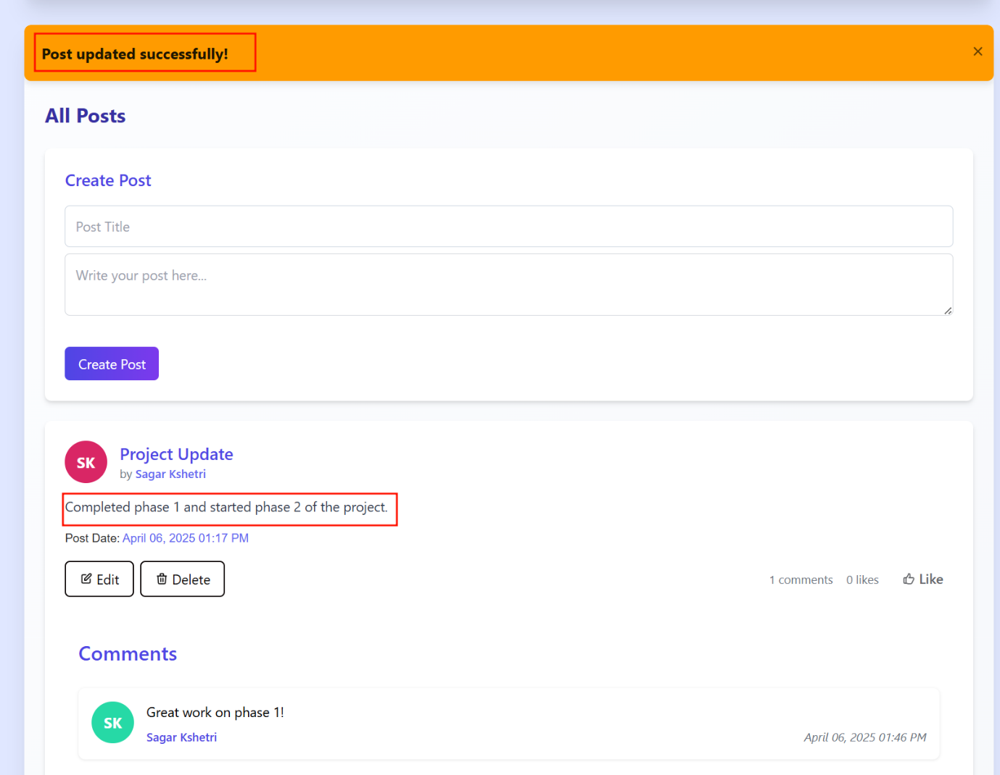 Post updated successfully!
All Posts
Create Post
Post Title
Write your post here...
Create Post
SK
Project Update
by Sagar Kshetri
Completed phase 1 and started phase 2 of the project.
Post Date: April 06, 2025 01:17 PM
Edit Delete 1 comments 0 likes Like
Comments
SK
Great work on phase 1!
Sagar Kshetri April 06, 2025 01:46 PM